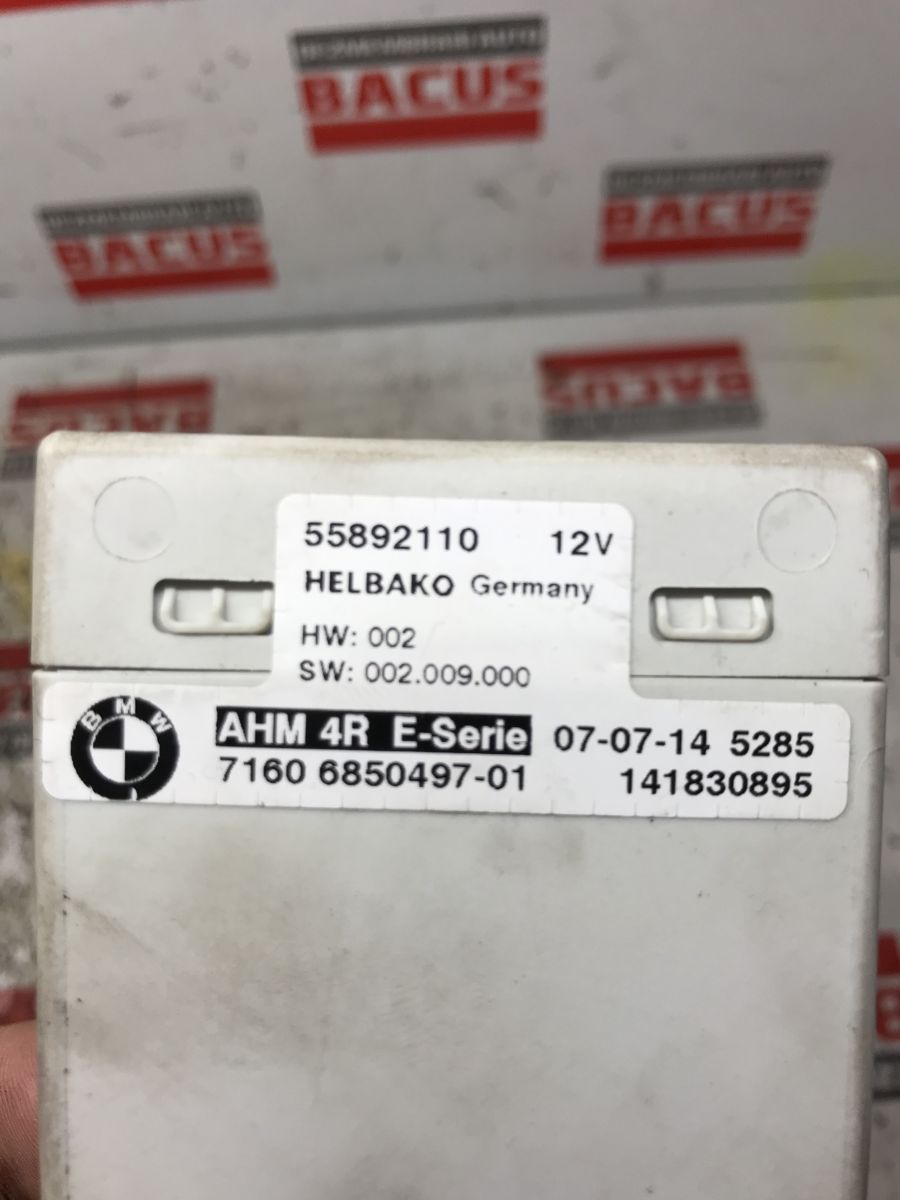 BACUS
BACUS
BACUS
BACUS
55892110 12V
HELBAKO Germany
HW: 002
SW: 002.009.000
BMW
AHM 4R E-Serie 07-07-14 5285
7160 6850497-01 141830895